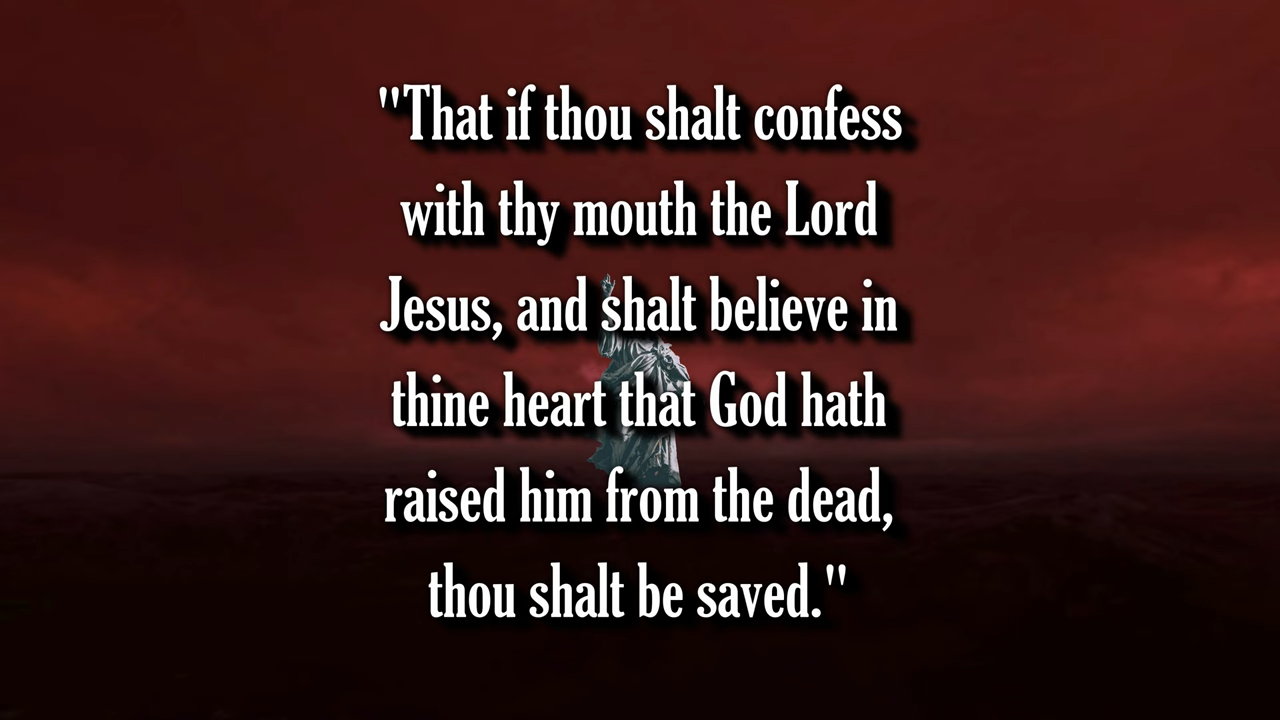 "That if thou shalt confess
with thy mouth the Lord
Jesus, and shalt believe in
thine heart that God hath
raised him from the dead,
thou shalt be saved."